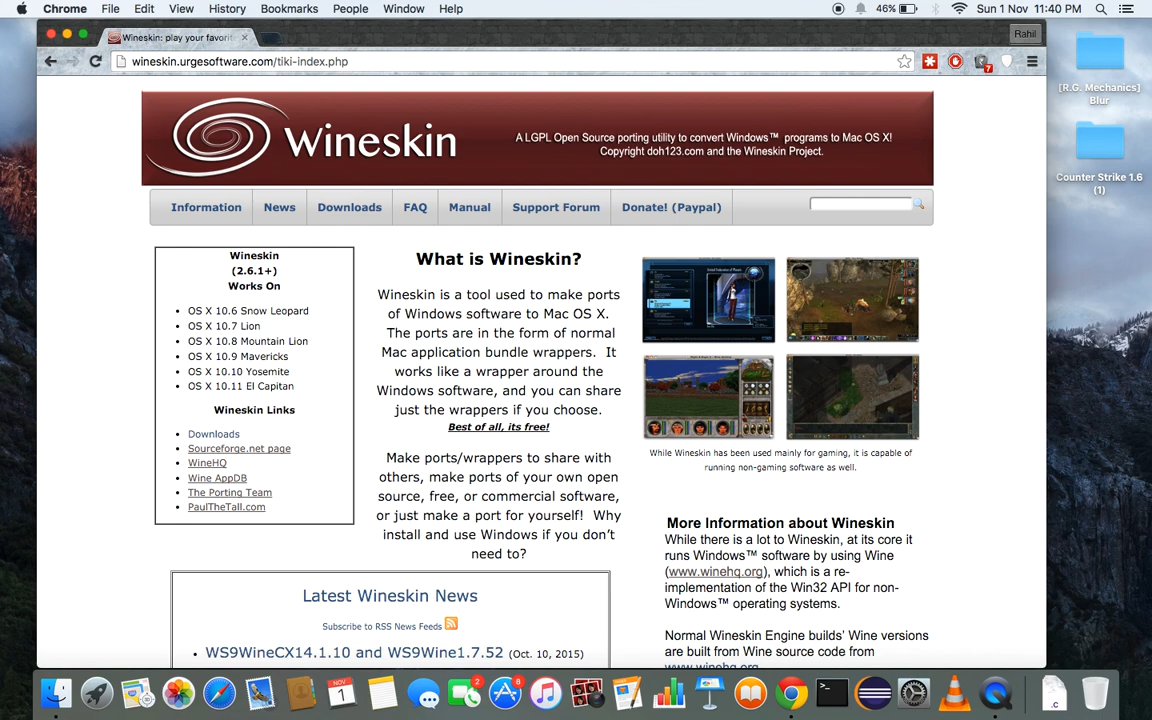 Chrome File Edit View History Bookmarks People Window Help 46% Sun 1 Nov 11:40 PM
Wineskin: play your favorit
Rahil
wineskin.urgesoftware.com/tiki-index.php
7
[R.G. Mechanics]
Blur
Counter Strike 1.6
(1)
Wineskin
A LGPL Open Source porting utility to convert Windows™ programs to Mac OS X!
Copyright doh123.com and the Wineskin Project.
Information News Downloads FAQ Manual Support Forum Donate! (Paypal)
Wineskin
(2.6.1+)
Works On
• OS X 10.6 Snow Leopard
• OS X 10.7 Lion
• OS X 10.8 Mountain Lion
• OS X 10.9 Mavericks
• OS X 10.10 Yosemite
• OS X 10.11 El Capitan
Wineskin Links
• Downloads
• Sourceforge.net page
• WineHQ
• Wine AppDB
• The Porting Team
• PaulTheTall.com
What is Wineskin?
Wineskin is a tool used to make ports
of Windows software to Mac OS X.
The ports are in the form of normal
Mac application bundle wrappers. It
works like a wrapper around the
Windows software, and you can share
just the wrappers if you choose.
Best of all, its free!
Make ports/wrappers to share with
others, make ports of your own open
source, free, or commercial software,
or just make a port for yourself! Why
install and use Windows if you don't
need to?
While Wineskin has been used mainly for gaming, it is capable of
running non-gaming software as well.
More Information about Wineskin
While there is a lot to Wineskin, at its core it
runs Windows™ software by using Wine
(www.winehq.org), which is a re-
implementation of the Win32 API for non-
Windows™ operating systems.
Normal Wineskin Engine builds' Wine versions
are built from Wine source code from
www.winehq.org
Latest Wineskin News
Subscribe to RSS News Feeds
• WS9WineCX14.1.10 and WS9Wine1.7.52 (Oct. 10, 2015)
NOV
1
2
8
.C